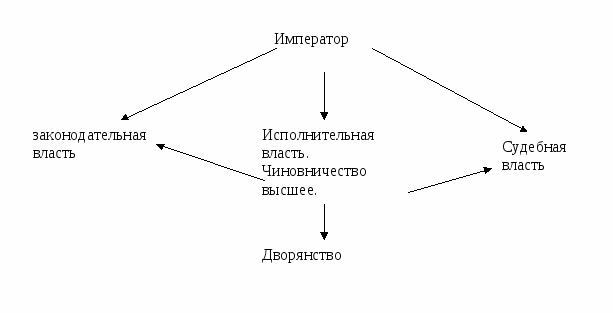 Император
законодательная
власть
Исполнительная
власть.
Чиновничество
высшее.
Судебная
власть
Дворянство